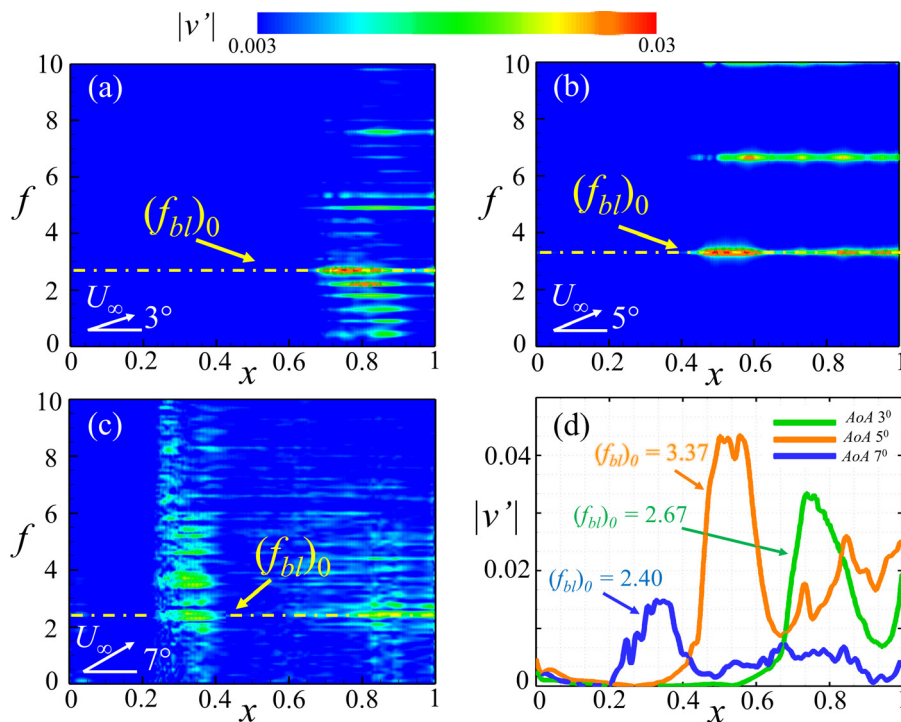 |v'|
0.003 0.03
(a)
10
8
6
f
4
2
0
(f_bl)_0
U_∞ 3°
0 0.2 0.4 0.6 0.8 1
x
(b)
10
8
6
f
4
2
0
(f_bl)_0
U_∞ 5°
0 0.2 0.4 0.6 0.8 1
x
(c)
10
8
6
f
4
2
0
(f_bl)_0
U_∞ 7°
0 0.2 0.4 0.6 0.8 1
x
(d)
AoA 3⁰
AoA 5⁰
AoA 7⁰
0.04
|v'|
0.02
0
(f_bl)_0 = 3.37
(f_bl)_0 = 2.67
(f_bl)_0 = 2.40
0 0.2 0.4 0.6 0.8 1
x